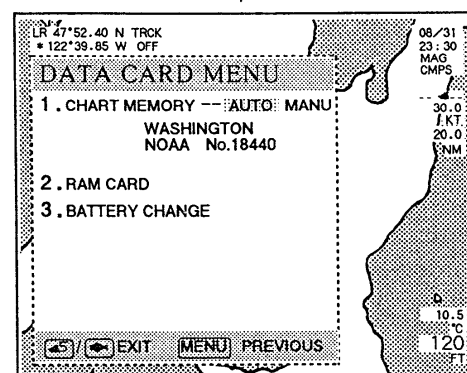 LR 47°52.40 N TRCK
* 122°39.85 W OFF
DATA CARD MENU
1. CHART MEMORY -- AUTO MANU
WASHINGTON
NOAA No.18440
2. RAM CARD
3. BATTERY CHANGE
/ EXIT MENU PREVIOUS
08/31
23:30
MAG
CMPS
30.0
KT
20.0
NM
D
10.5
°C
120
FT